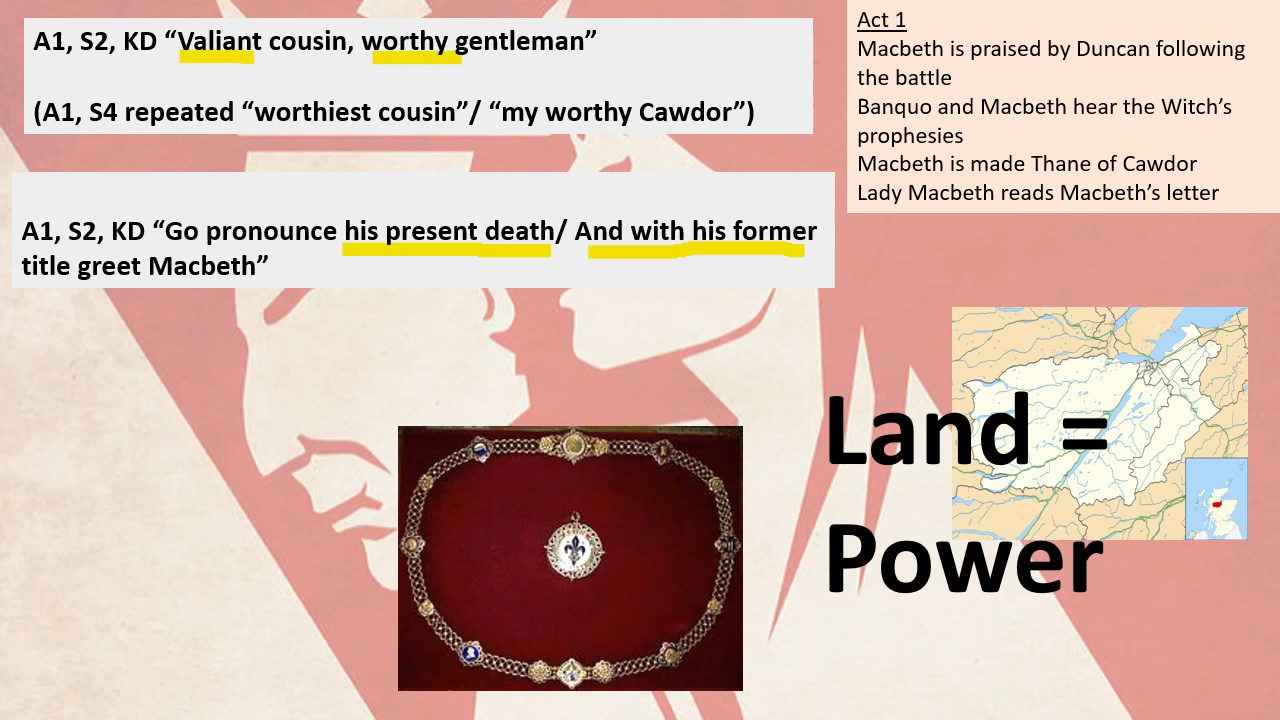 A1, S2, KD “Valiant cousin, worthy gentleman”
(A1, S4 repeated “worthiest cousin”/ “my worthy Cawdor”)
A1, S2, KD “Go pronounce his present death/ And with his former
title greet Macbeth”
Act 1
Macbeth is praised by Duncan following
the battle
Banquo and Macbeth hear the Witch’s
prophesies
Macbeth is made Thane of Cawdor
Lady Macbeth reads Macbeth’s letter
Land =
Power